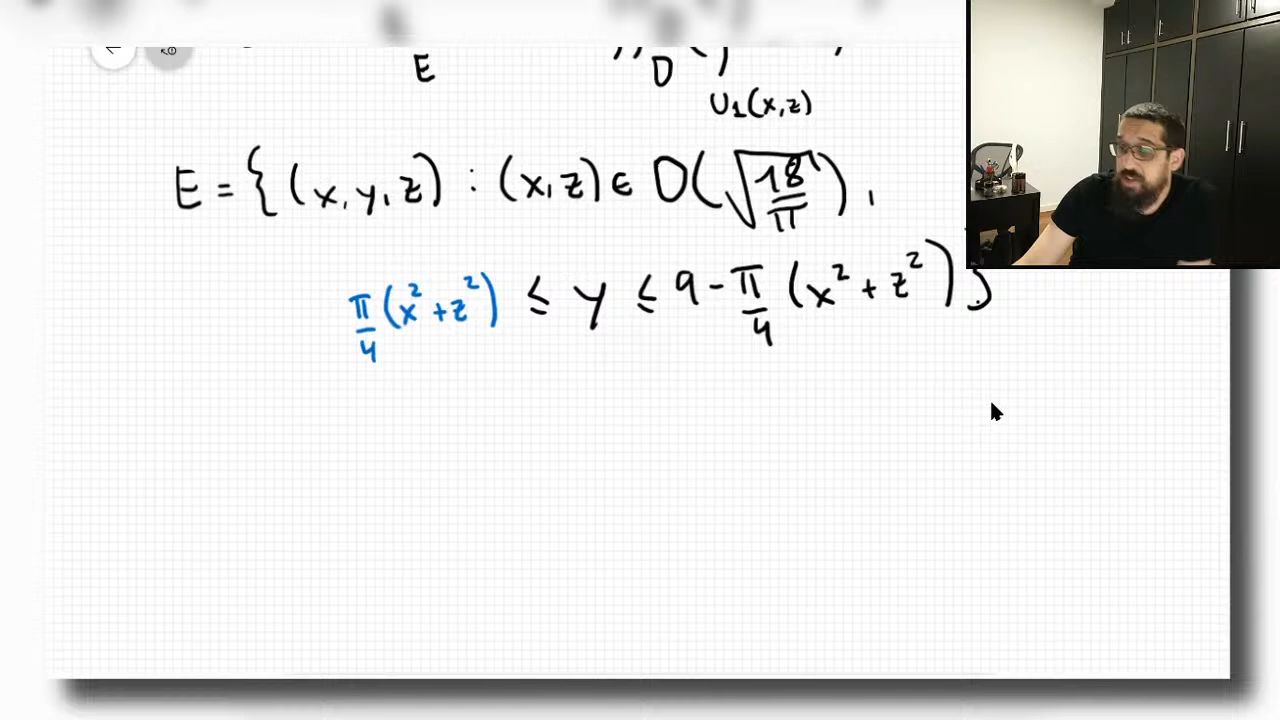 E D
U₁(x,z)
E = { (x,y,z) : (x,z) ∈ D(√(18/π)),
π/4 (x² + z²) ≤ y ≤ 9 - π/4 (x² + z²) }